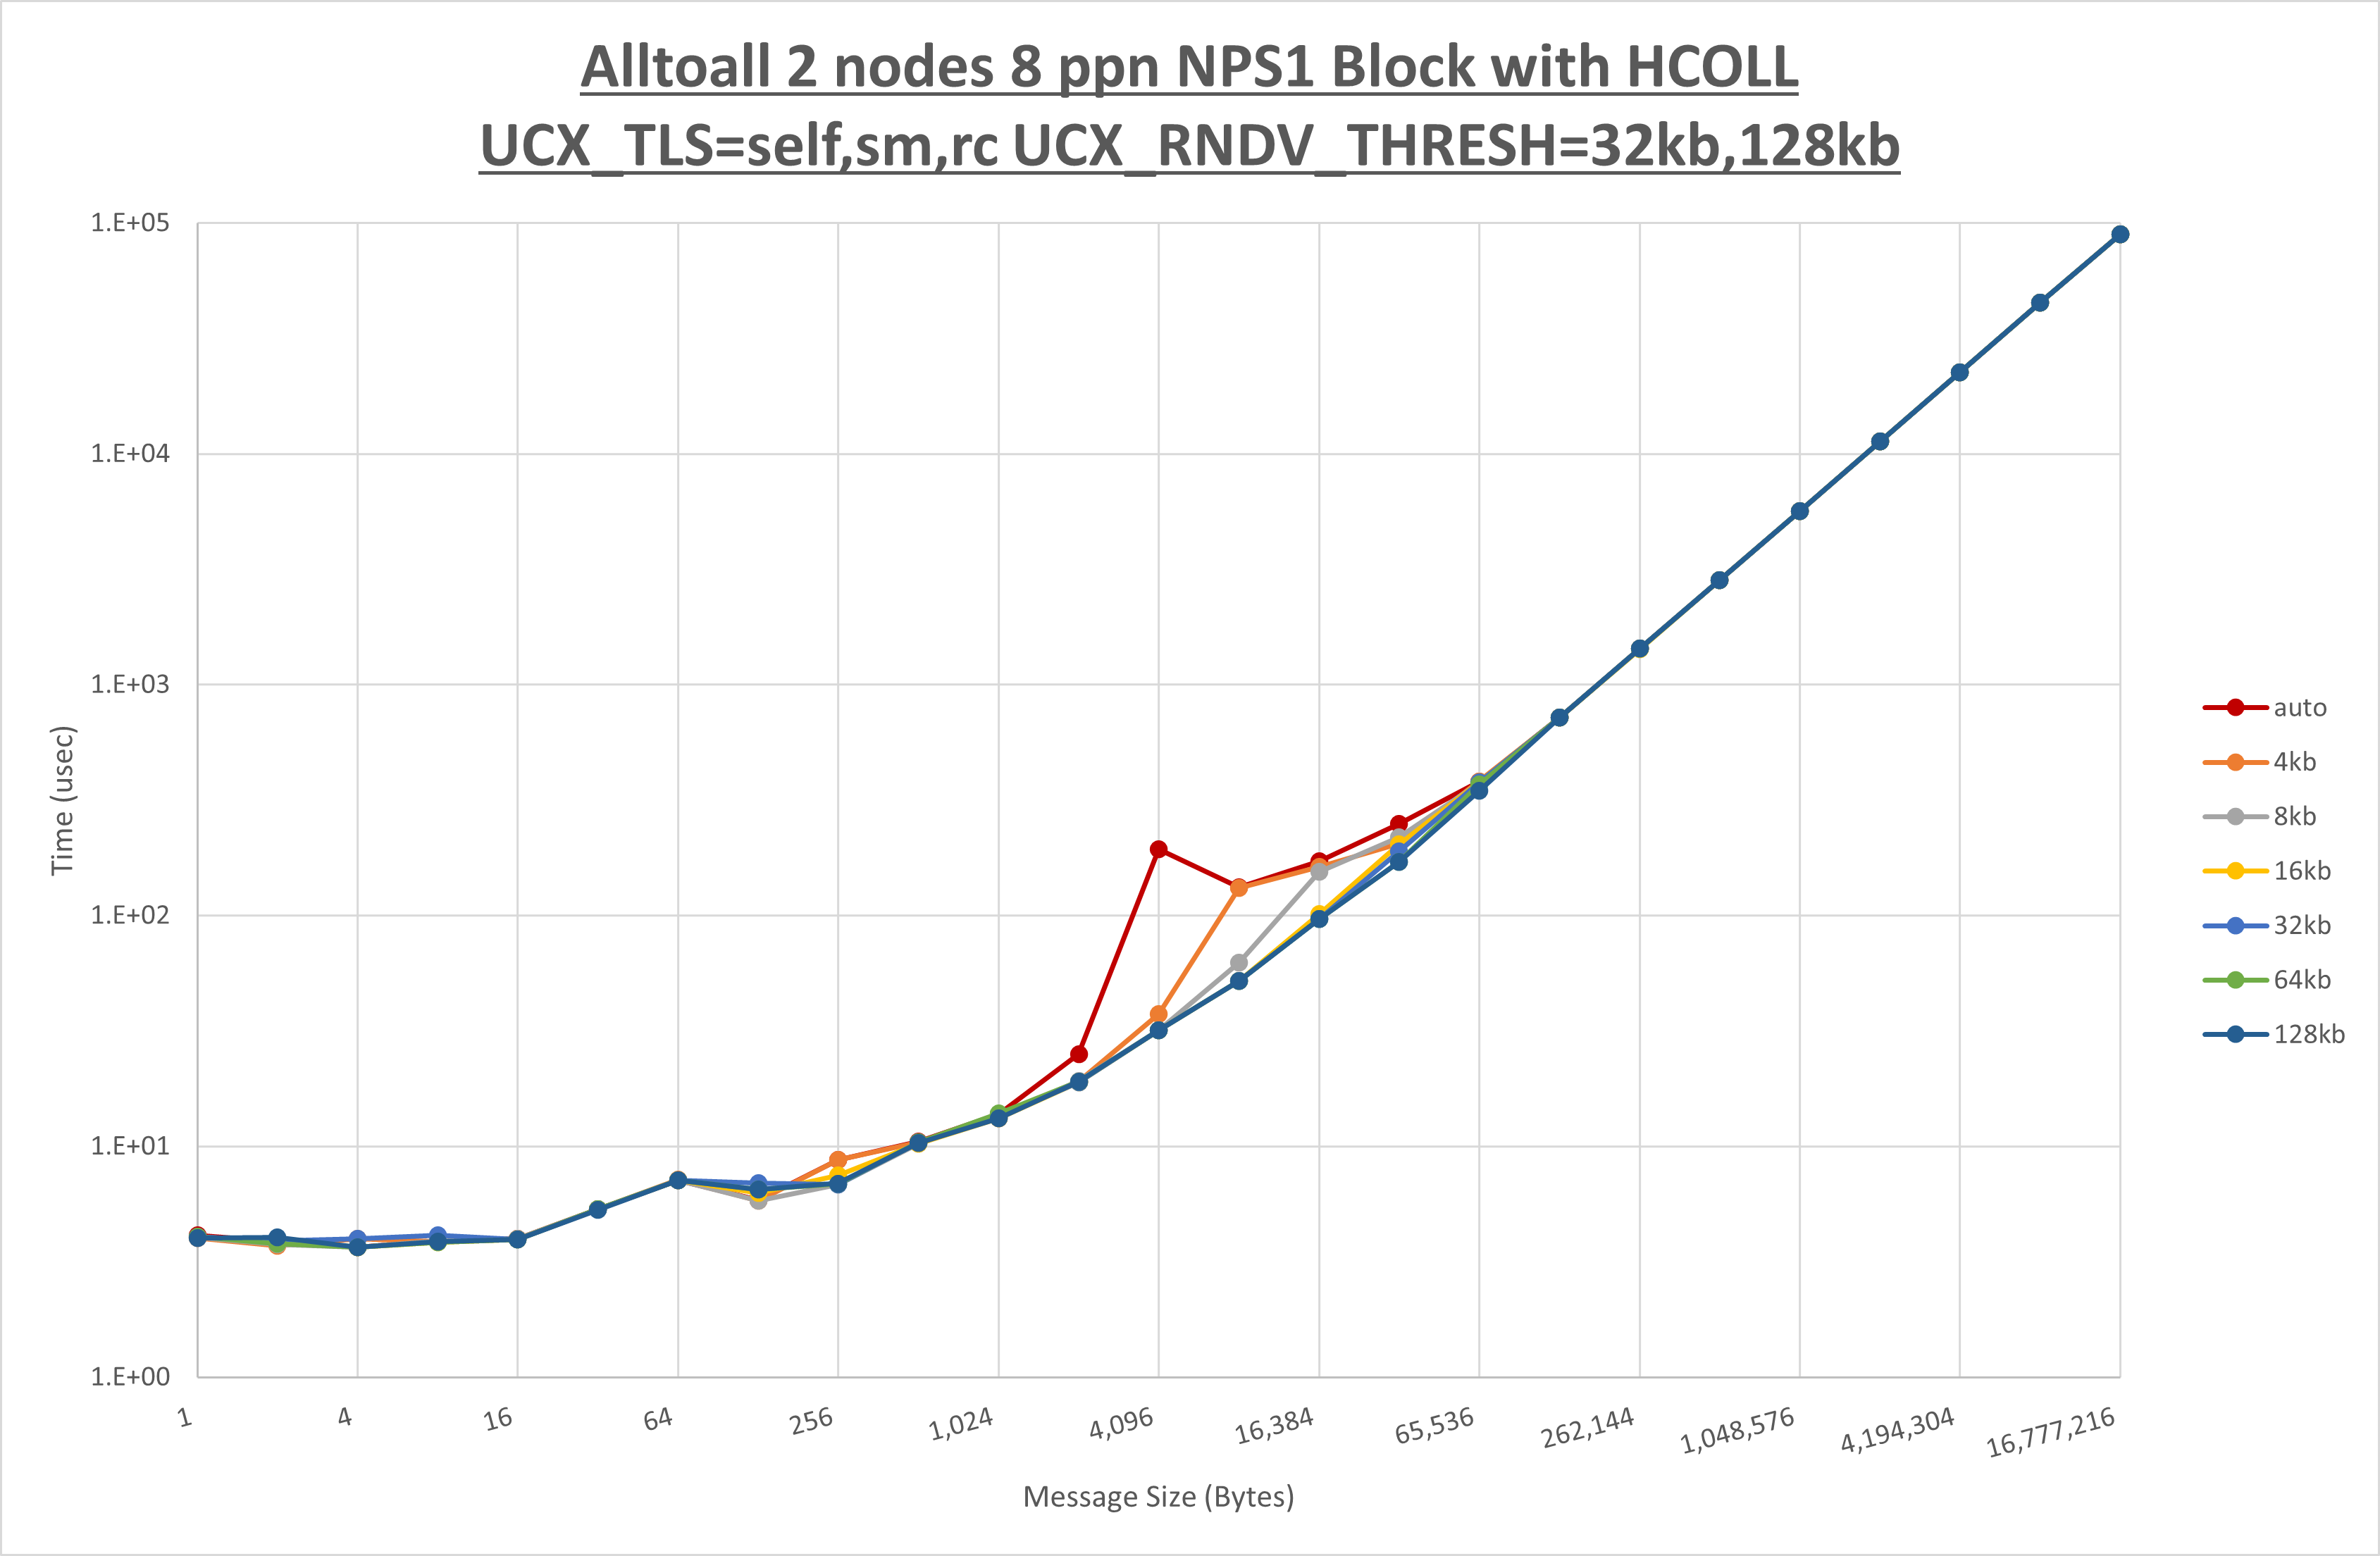 Alltoall 2 nodes 8 ppn NPS1 Block with HCOLL
UCX_TLS=self,sm,rc UCX_RNDV_THRESH=32kb,128kb
1.E+05
1.E+04
1.E+03
1.E+02
1.E+01
1.E+00
Time (usec)
1
4
16
64
256
1,024
4,096
16,384
65,536
262,144
1,048,576
4,194,304
16,777,216
Message Size (Bytes)
auto
4kb
8kb
16kb
32kb
64kb
128kb